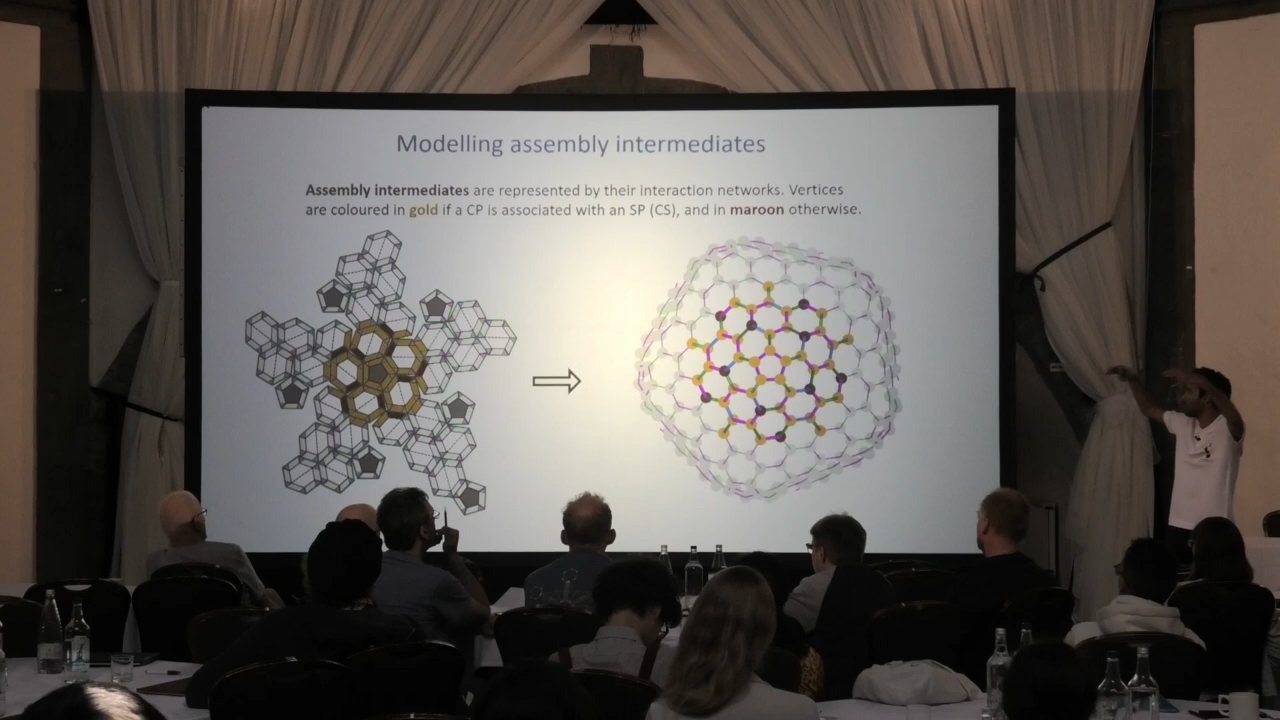 Modelling assembly intermediates
Assembly intermediates are represented by their interaction networks. Vertices
are coloured in gold if a CP is associated with an SP (CS), and in maroon otherwise.